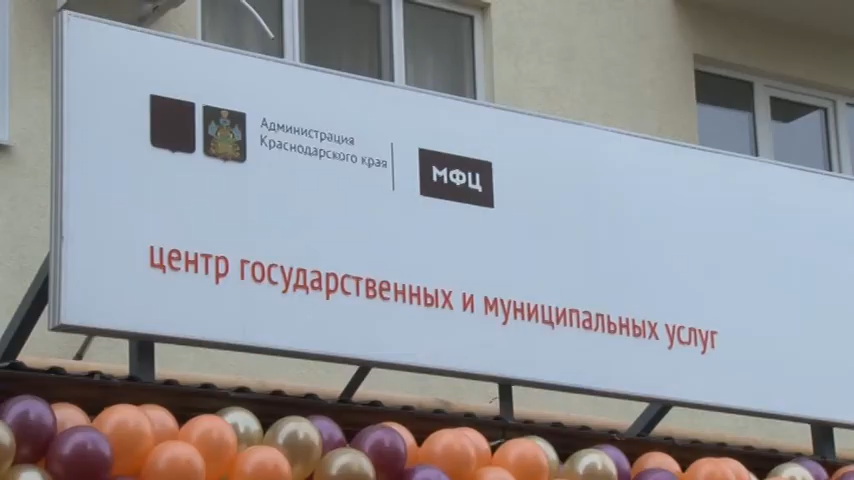 Администрация
Краснодарского края
МФЦ
центр государственных и муниципальных услуг